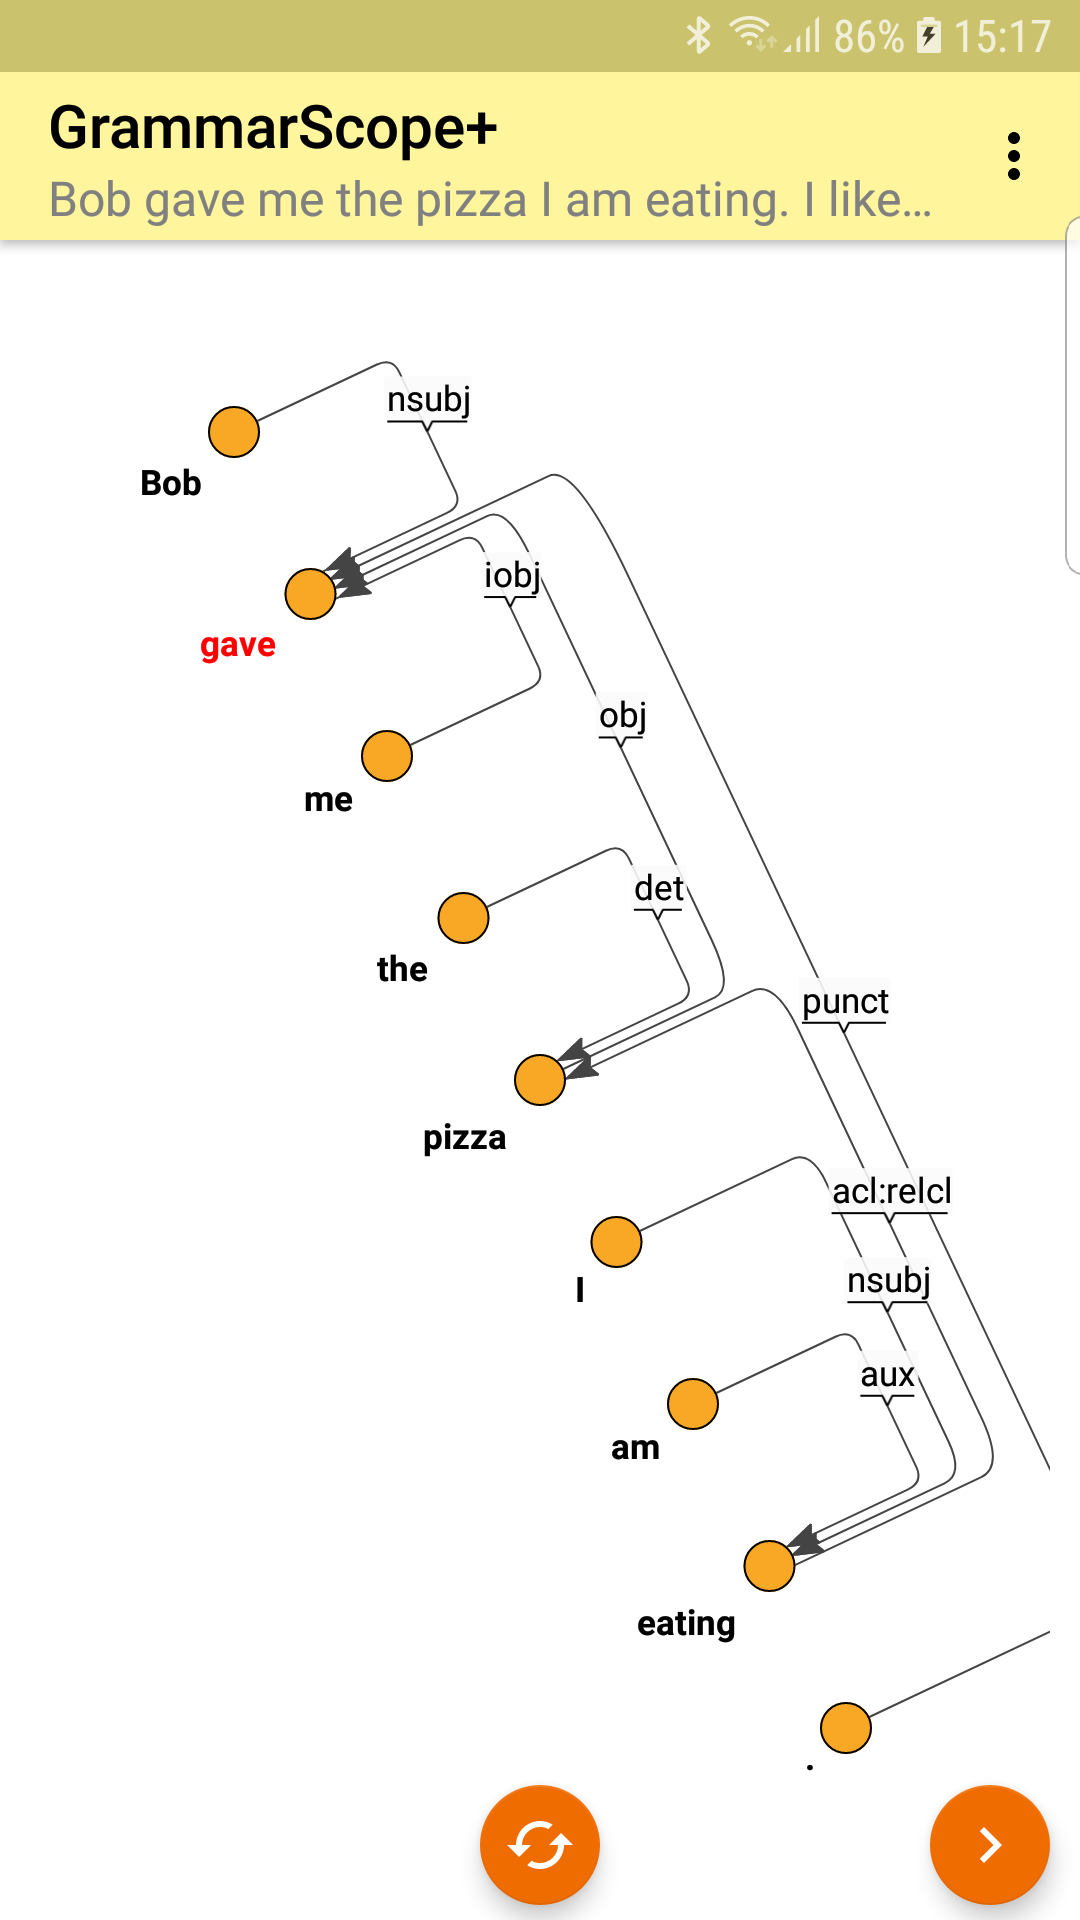 86% 15:17
GrammarScope+
Bob gave me the pizza I am eating. I like...
nsubj
Bob
iobj
gave
obj
me
det
the
punct
pizza
acl:relcl
nsubj
I
aux
am
eating
.